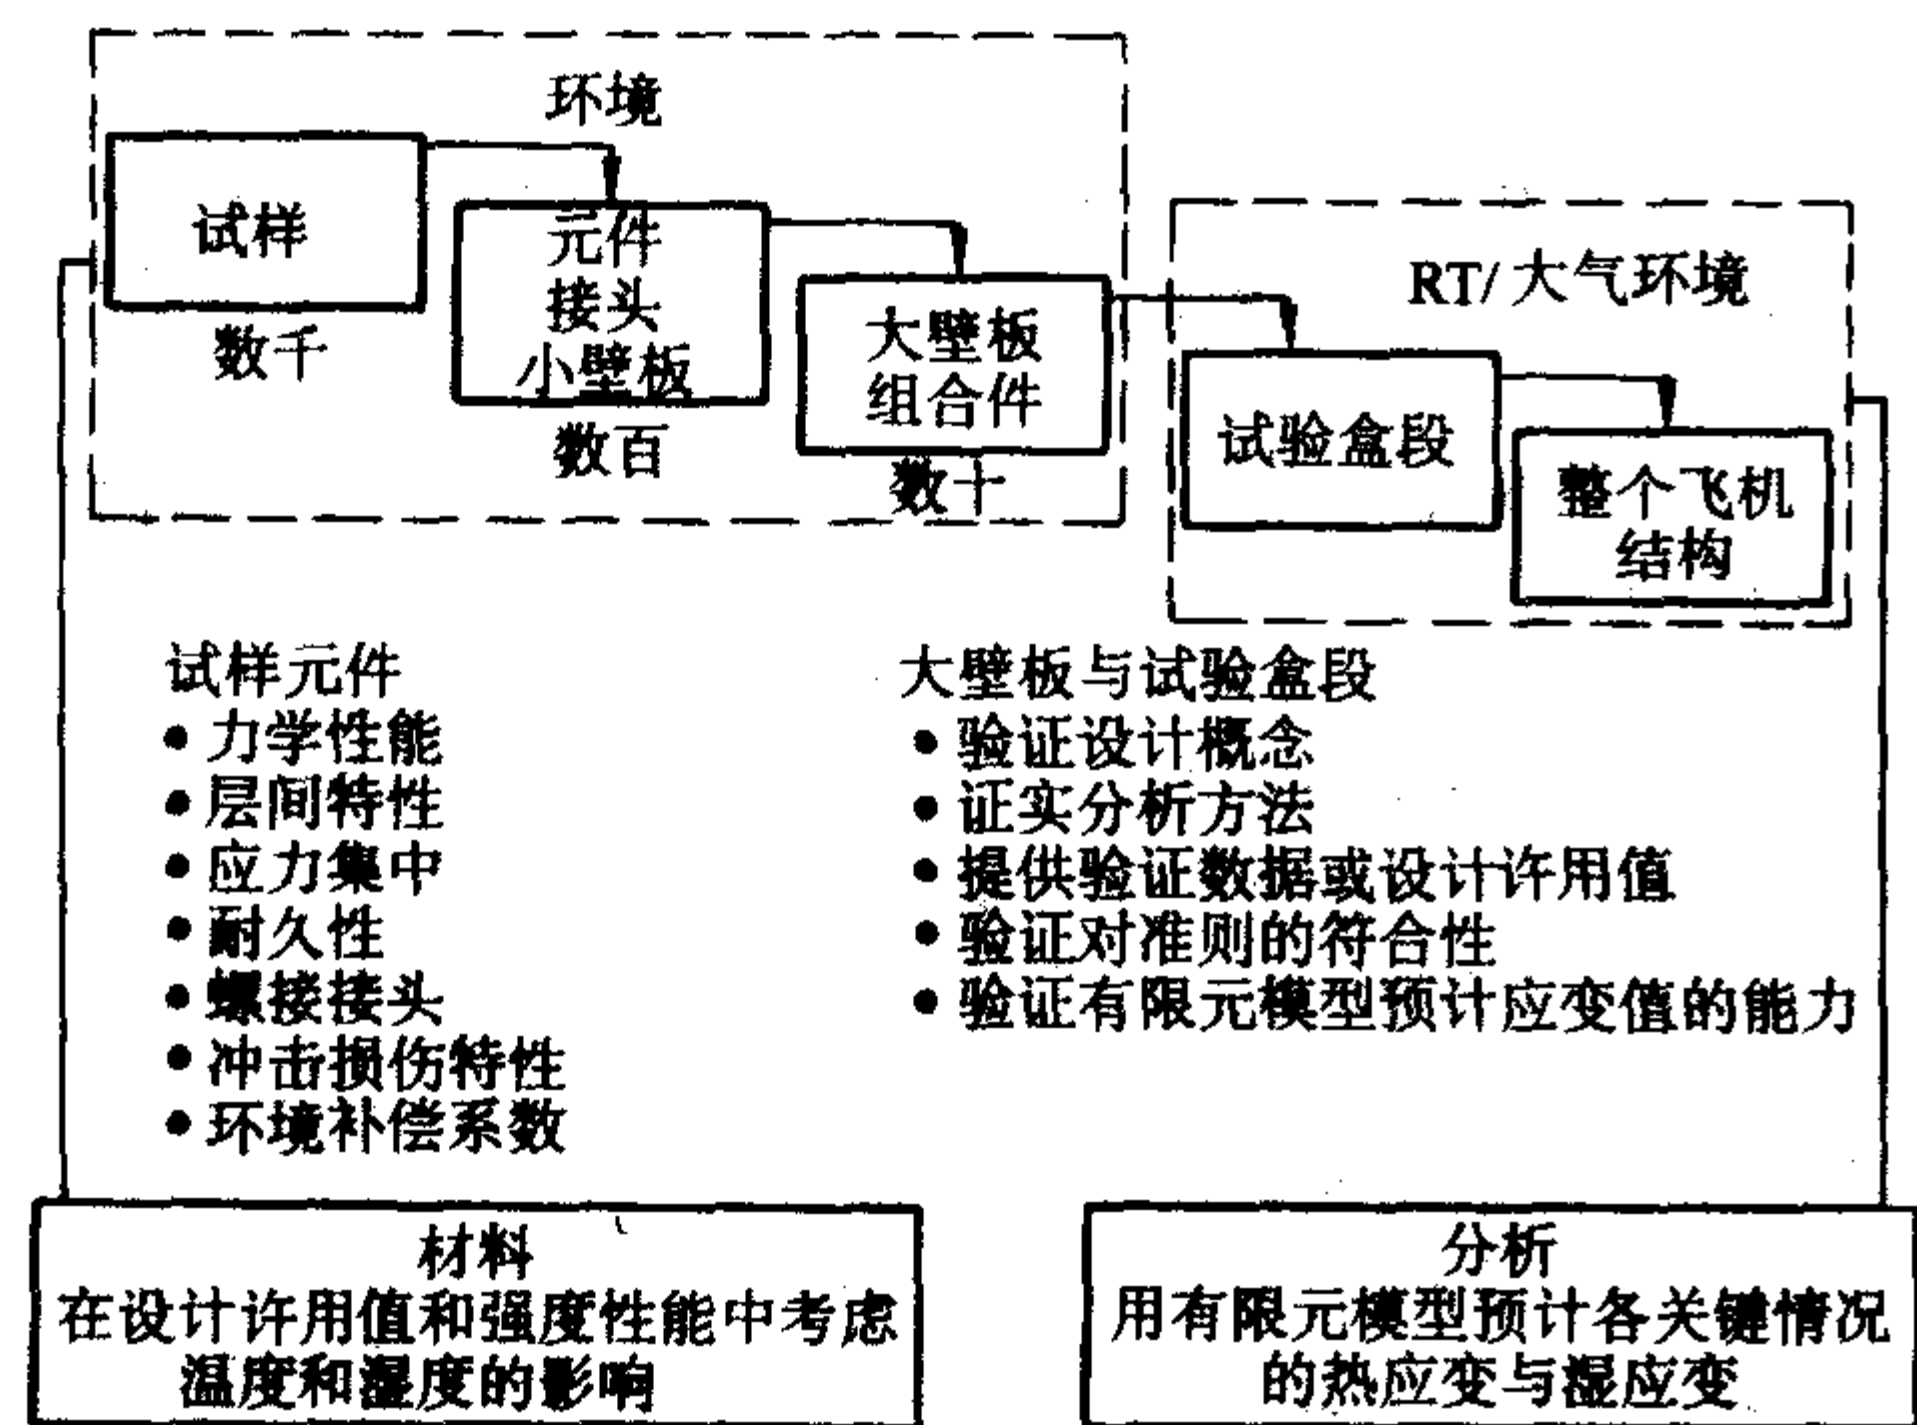 环境
试样
数千
元件
接头
小壁板
数百
大壁板
组合件
数十
RT/大气环境
试验盒段
整个飞机
结构
试样元件
● 力学性能
● 层间特性
● 应力集中
● 耐久性
● 螺接接头
● 冲击损伤特性
● 环境补偿系数
大壁板与试验盒段
● 验证设计概念
● 证实分析方法
● 提供验证数据或设计许用值
● 验证对准则的符合性
● 验证有限元模型预计应变值的能力
材料
在设计许用值和强度性能中考虑
温度和湿度的影响
分析
用有限元模型预计各关键情况
的热应变与湿应变